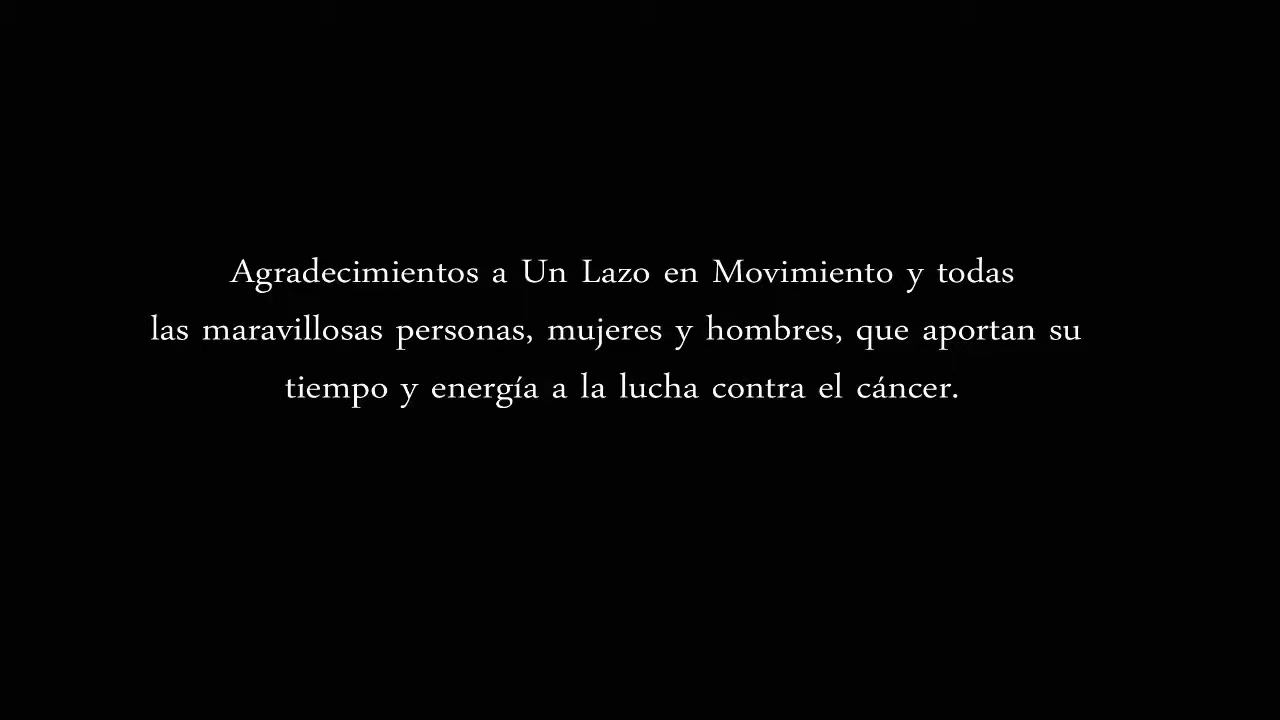 Agradecimientos a Un Lazo en Movimiento y todas
las maravillosas personas, mujeres y hombres, que aportan su
tiempo y energía a la lucha contra el cáncer.